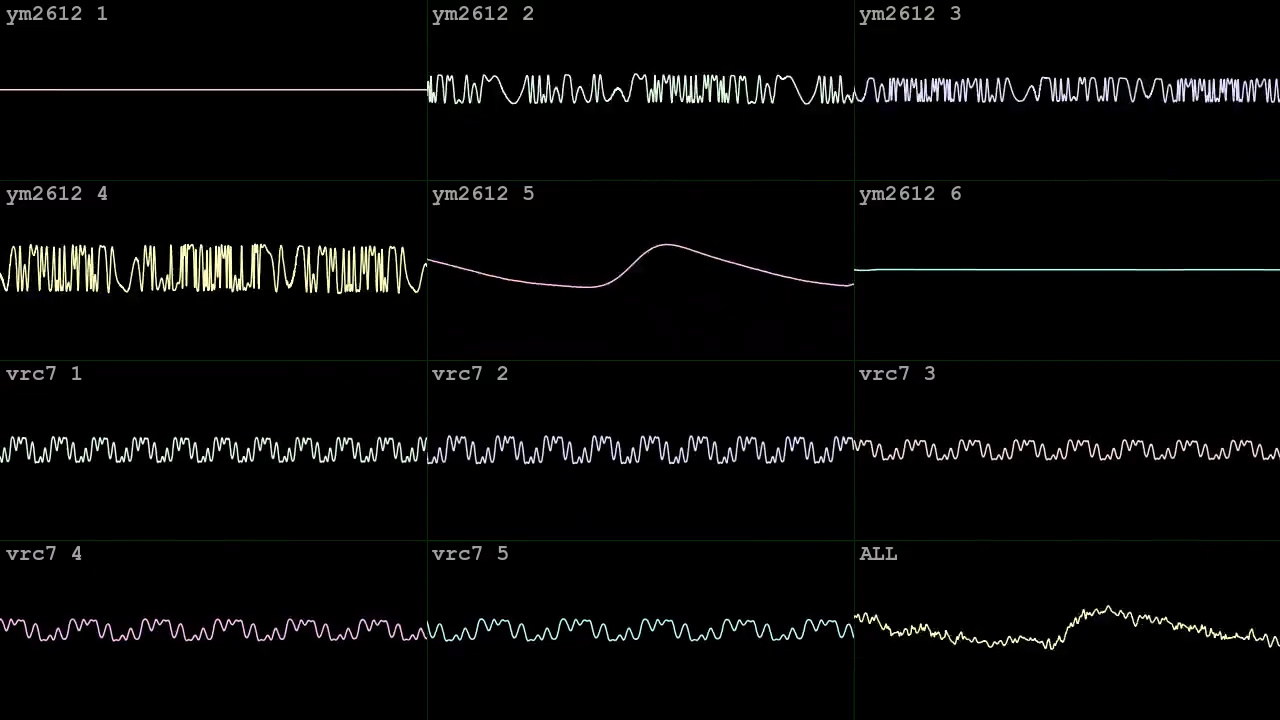 ym2612 1
ym2612 2
ym2612 3
ym2612 4
ym2612 5
ym2612 6
vrc7 1
vrc7 2
vrc7 3
vrc7 4
vrc7 5
ALL